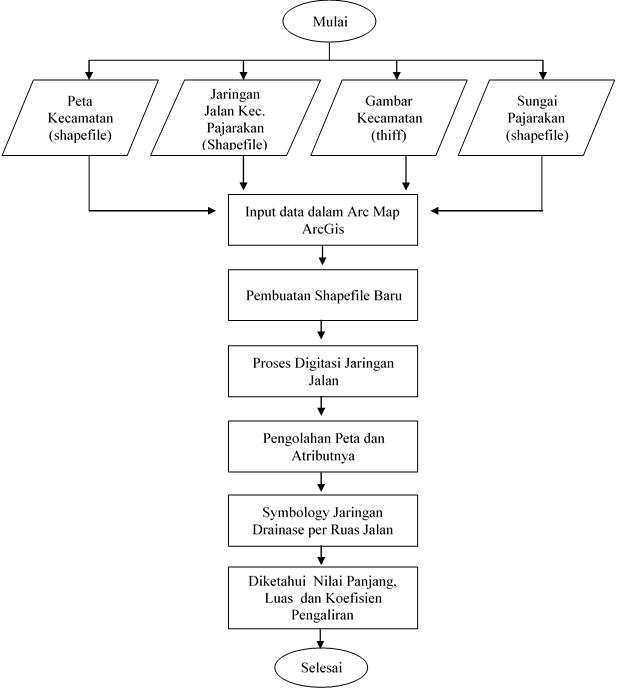 Mulai
Peta
Kecamatan
(shapefile)
Jaringan
Jalan Kec.
Pajarakan
(Shapefile)
Gambar
Kecamatan
(thiff)
Sungai
Pajarakan
(shapefile)
Input data dalam Arc Map
ArcGis
Pembuatan Shapefile Baru
Proses Digitasi Jaringan
Jalan
Pengolahan Peta dan
Atributnya
Symbology Jaringan
Drainase per Ruas Jalan
Diketahui Nilai Panjang,
Luas dan Koefisien
Pengaliran
Selesai